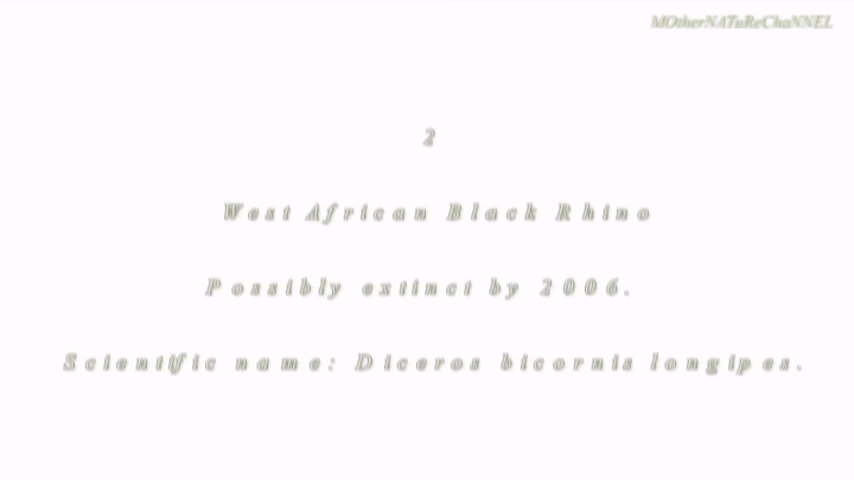 MOtherNATuReChaNNEL
2
West African Black Rhino
Possibly extinct by 2006.
Scientific name: Diceros bicornis longipes.